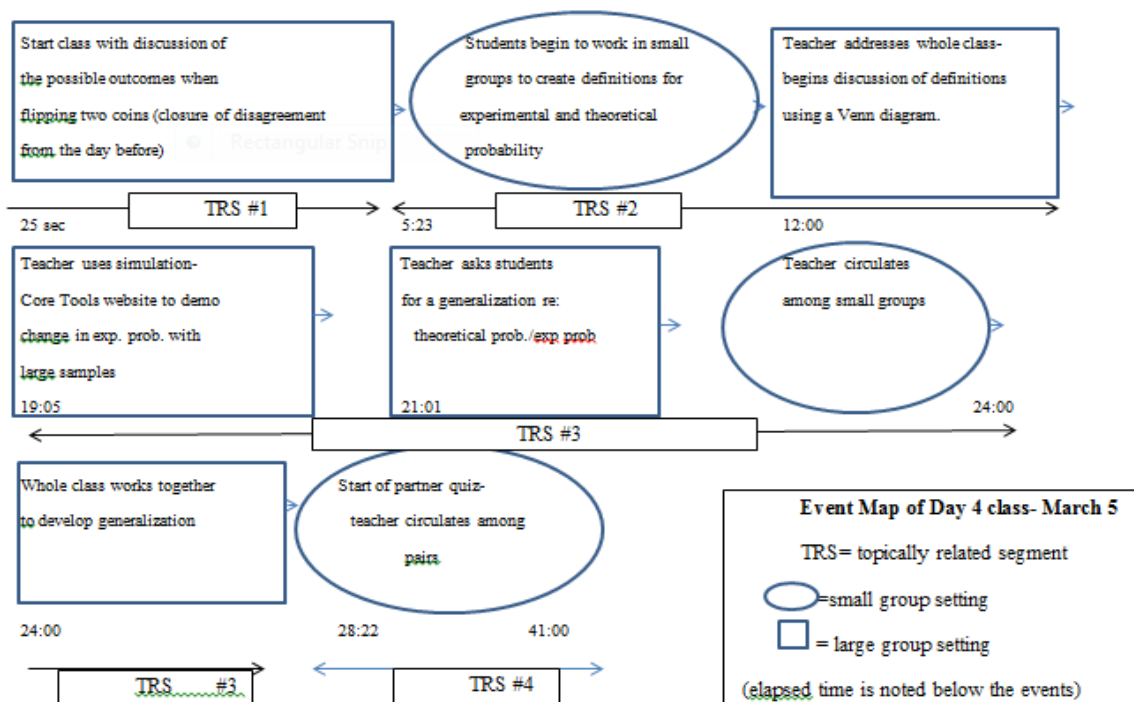 Start class with discussion of
the possible outcomes when
flipping two coins (closure of disagreement
from the day before)
Students begin to work in small
groups to create definitions for
experimental and theoretical
probability
Teacher addresses whole class-
begins discussion of definitions
using a Venn diagram.
Rectangular Snip
TRS #1
TRS #2
25 sec
5:23
12:00
Teacher uses simulation-
Core Tools website to demo
change in exp. prob. with
large samples
19:05
Teacher asks students
for a generalization re:
theoretical prob./exp prob
21:01
Teacher circulates
among small groups
24:00
TRS #3
Whole class works together
to develop generalization
24:00
Start of partner quiz-
teacher circulates among
pairs.
28:22
41:00
TRS #3
TRS #4
Event Map of Day 4 class- March 5
TRS= topically related segment
=small group setting
= large group setting
(elapsed time is noted below the events)